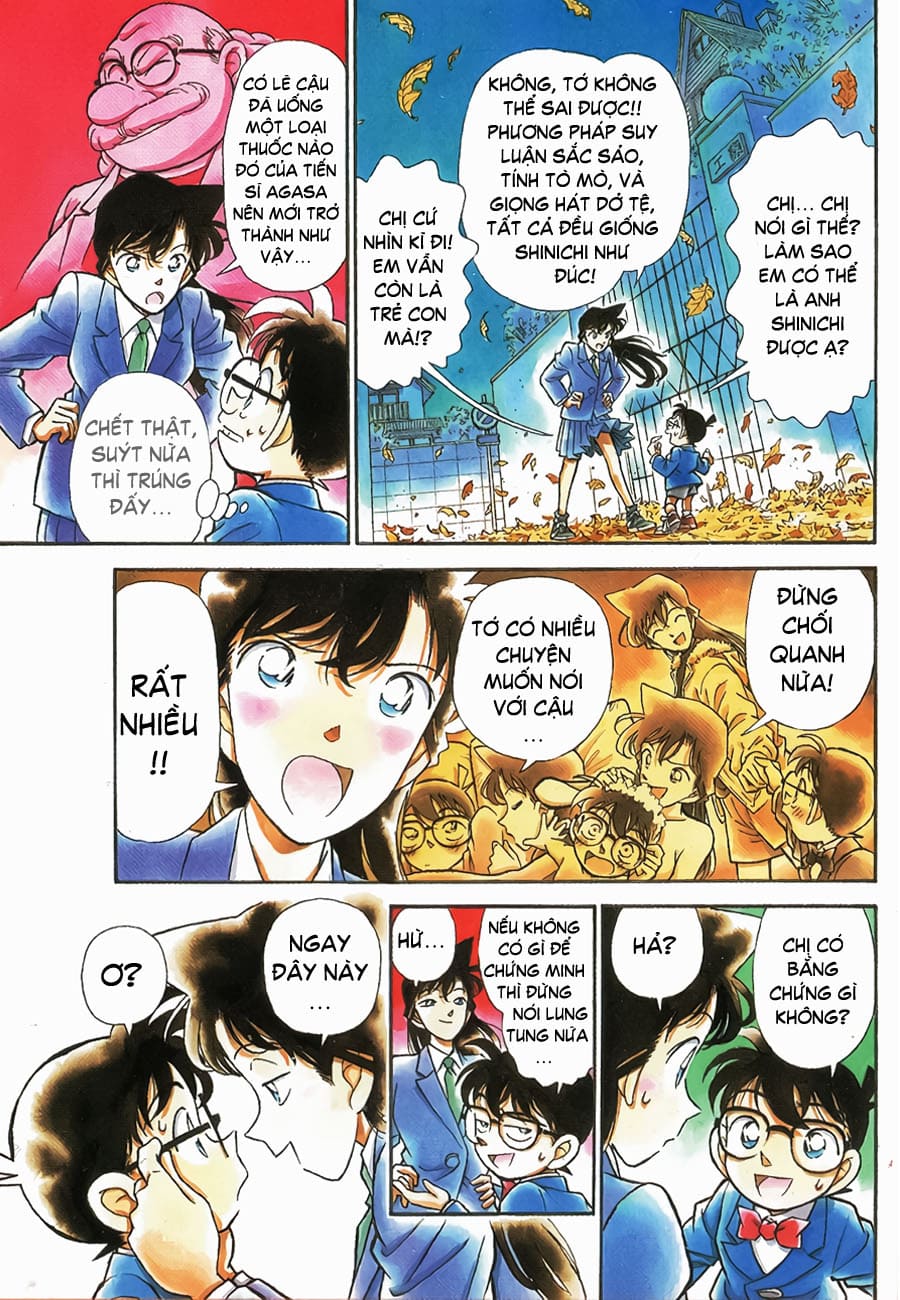 CHỊ... CHỊ
NÓI GÌ THẾ?
LÀM SAO
EM CÓ THỂ
LÀ ANH
SHINICHI
ĐƯỢC Ạ?
KHÔNG, TỚ KHÔNG
THỂ SAI ĐƯỢC!!
PHƯƠNG PHÁP SUY
LUẬN SẮC SẢO,
TÍNH TÒ MÒ, VÀ
GIỌNG HÁT DỞ TỆ,
TẤT CẢ ĐỀU GIỐNG
SHINICHI NHƯ
ĐÚC!
CHỊ CỨ
NHÌN KĨ ĐI!
EM VẪN
CÒN LÀ
TRẺ CON
MÀ!?
工藤
CÓ LẼ CẬU
ĐÃ UỐNG
MỘT LOẠI
THUỐC NÀO
ĐÓ CỦA TIẾN
SĨ AGASA
NÊN MỚI TRỞ
THÀNH NHƯ
VẬY...
CHẾT THẬT,
SUÝT NỮA
THÌ TRÚNG
ĐẤY...
ĐỪNG
CHỐI
QUANH
NỮA!
TỚ CÓ NHIỀU
CHUYỆN
MUỐN NÓI
VỚI CẬU
...
RẤT
NHIỀU
!!
CHỊ CÓ
BẰNG
CHỨNG GÌ
KHÔNG?
HẢ?
NẾU KHÔNG
CÓ GÌ ĐỂ
CHỨNG MINH
THÌ ĐỪNG
NÓI LUNG
TUNG NỮA
...
HỪ...
NGAY
ĐÂY NÀY
...
Ơ?